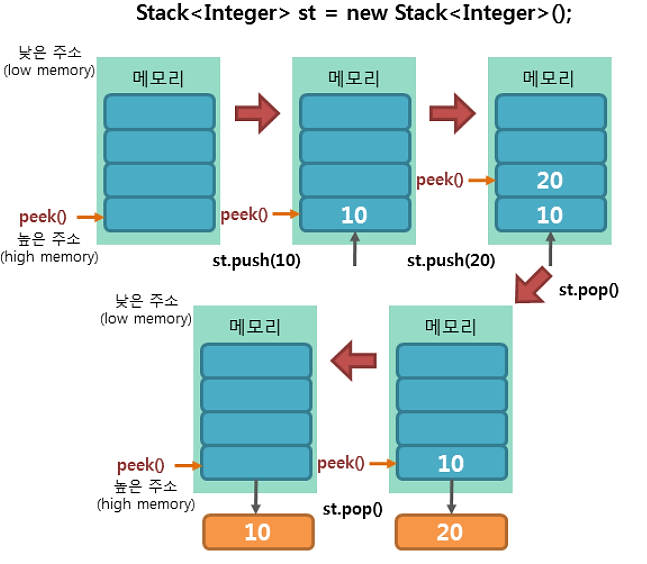 Stack<Integer> st = new Stack<Integer>();
낮은 주소
(low memory)
메모리
메모리
메모리
peek()
20
peek()
peek()
10
10
높은 주소
(high memory)
st.push(10)
st.push(20)
st.pop()
낮은 주소
(low memory)
메모리
메모리
peek()
peek()
10
높은 주소
(high memory)
st.pop()
10
20